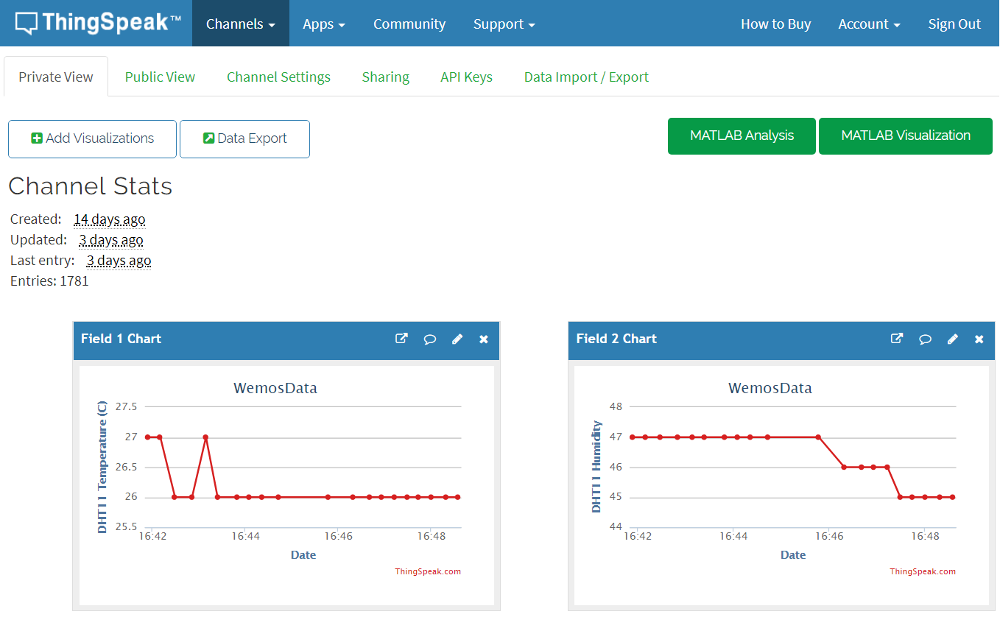 ThingSpeak™ Channels Apps Community Support How to Buy Account Sign Out
Private View Public View Channel Settings Sharing API Keys Data Import / Export
Add Visualizations Data Export MATLAB Analysis MATLAB Visualization
Channel Stats
Created: 14 days ago
Updated: 3 days ago
Last entry: 3 days ago
Entries: 1781
Field 1 Chart
WemosData
DHT11 Temperature (C)
27.5
27
26.5
26
25.5
16:42 16:44 16:46 16:48
Date
ThingSpeak.com
Field 2 Chart
WemosData
DHT11 Humidity
48
47
46
45
44
16:42 16:44 16:46 16:48
Date
ThingSpeak.com